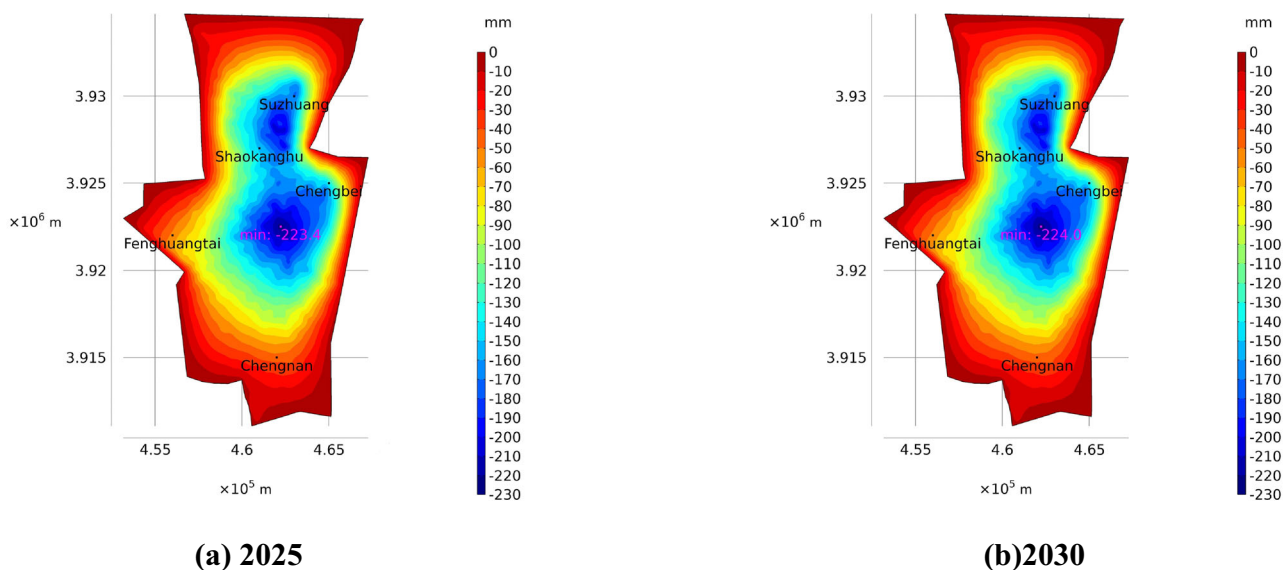 mm
0
-10
-20
-30
-40
-50
-60
-70
-80
-90
-100
-110
-120
-130
-140
-150
-160
-170
-180
-190
-200
-210
-220
-230
3.93
3.925
3.92
3.915
×10⁶ m
Suzhuang
Shaokanghu
Chengbei
Fenghuangtai
min: -223.4
Chengnan
4.55 4.6 4.65
×10⁵ m
(a) 2025
mm
0
-10
-20
-30
-40
-50
-60
-70
-80
-90
-100
-110
-120
-130
-140
-150
-160
-170
-180
-190
-200
-210
-220
-230
3.93
3.925
3.92
3.915
×10⁶ m
Suzhuang
Shaokanghu
Chengbei
Fenghuangtai
min: -224.0
Chengnan
4.55 4.6 4.65
×10⁵ m
(b)2030